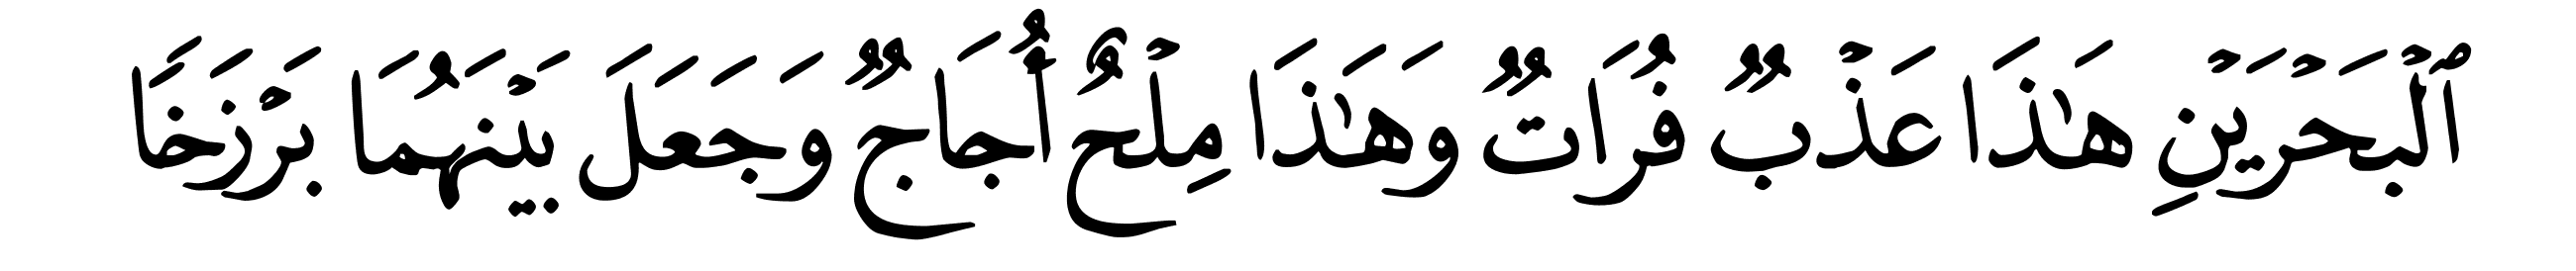 ٱلْبَحْرَيْنِ هَٰذَا عَذْبٌ فُرَاتٌ وَهَٰذَا مِلْحٌ أُجَاجٌ وَجَعَلَ بَيْنَهُمَا بَرْزَخًا